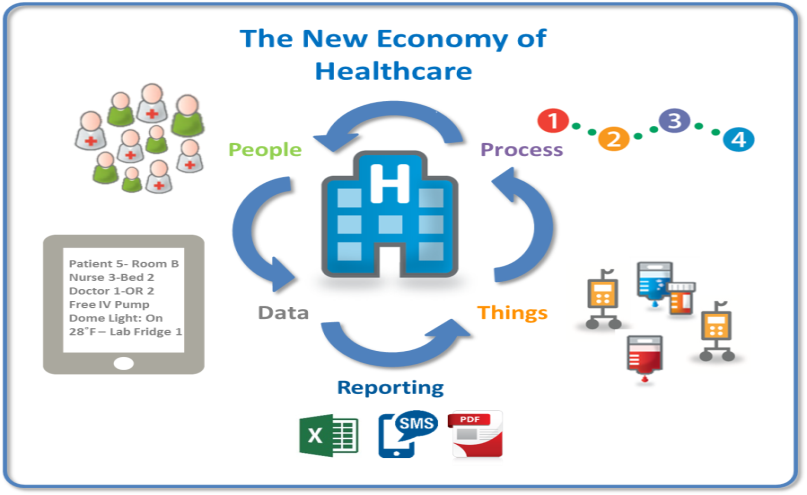 The New Economy of
Healthcare
People
Process
1
2
3
4
H
Patient 5- Room B
Nurse 3-Bed 2
Doctor 1-OR 2
Free IV Pump
Dome Light: On
28˚F – Lab Fridge 1
Data
Things
Reporting
X
SMS
PDF